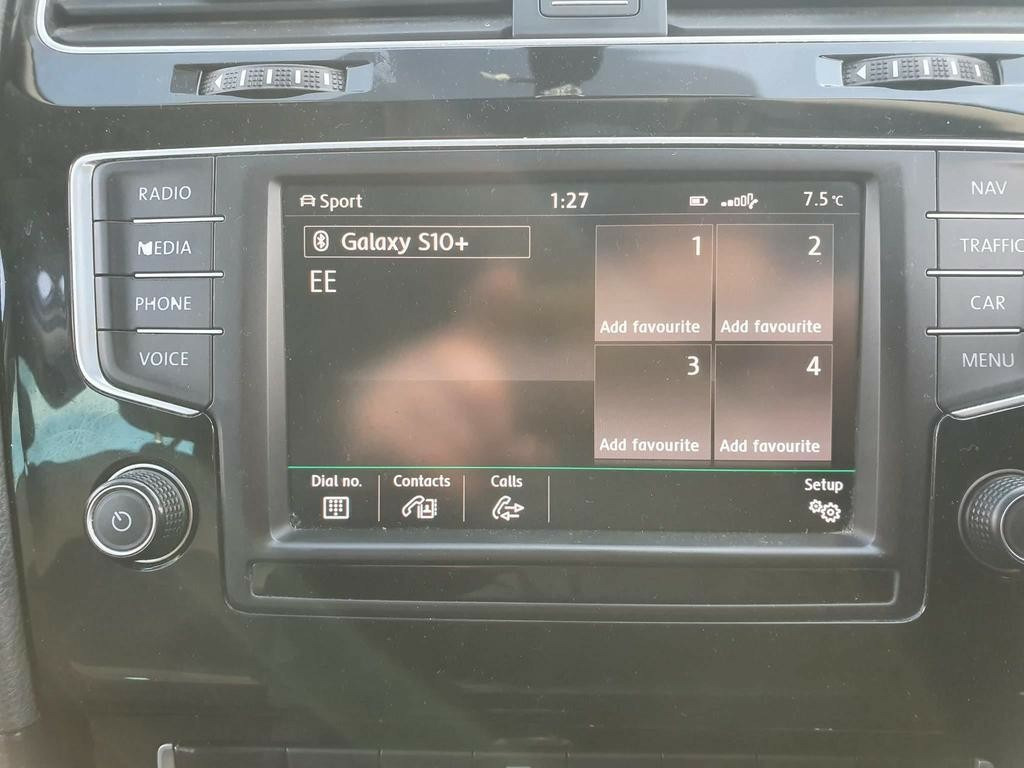 RADIO
MEDIA
PHONE
VOICE
Sport 1:27 7.5 °C
Galaxy S10+
EE
1
2
Add favourite
Add favourite
3
4
Add favourite
Add favourite
Dial no.
Contacts
Calls
Setup
NAV
TRAFFIC
CAR
MENU